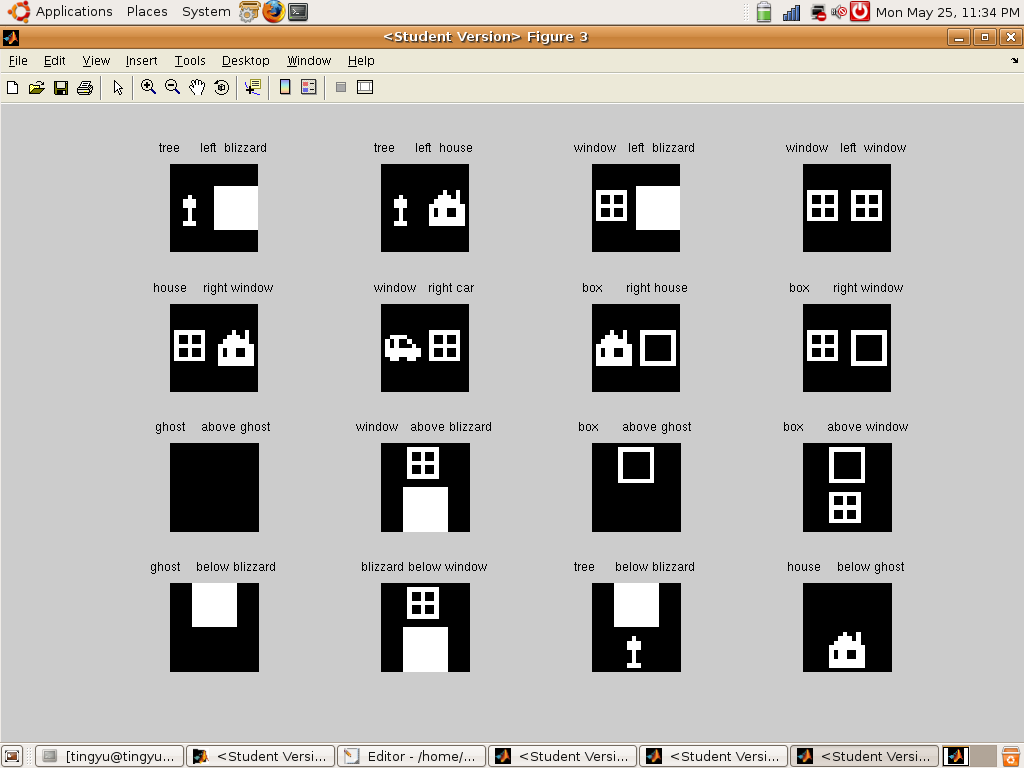 Applications Places System Mon May 25, 11:34 PM
<Student Version> Figure 3
File Edit View Insert Tools Desktop Window Help
tree left blizzard
tree left house
window left blizzard
window left window
house right window
window right car
box right house
box right window
ghost above ghost
window above blizzard
box above ghost
box above window
ghost below blizzard
blizzard below window
tree below blizzard
house below ghost
[tingyu@tingyu... <Student Versi... Editor - /home/... <Student Versi... <Student Versi... <Student Versi...